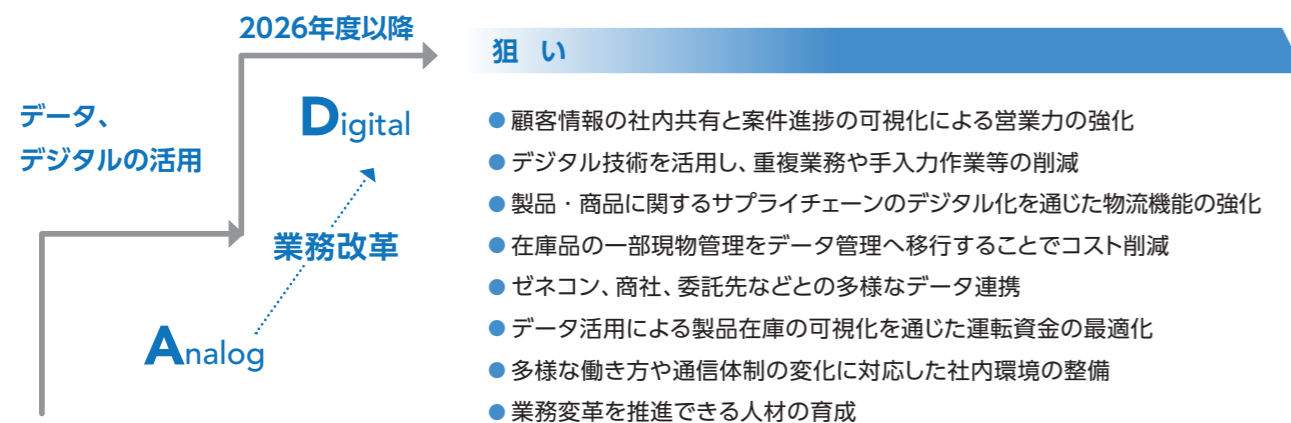 2026年度以降
データ、
デジタルの活用
Digital
業務改革
Analog
狙 い
● 顧客情報の社内共有と案件進捗の可視化による営業力の強化
● デジタル技術を活用し、重複業務や手入力作業等の削減
● 製品・商品に関するサプライチェーンのデジタル化を通じた物流機能の強化
● 在庫品の一部現物管理をデータ管理へ移行することでコスト削減
● ゼネコン、商社、委託先などとの多様なデータ連携
● データ活用による製品在庫の可視化を通じた運転資金の最適化
● 多様な働き方や通信体制の変化に対応した社内環境の整備
● 業務変革を推進できる人材の育成